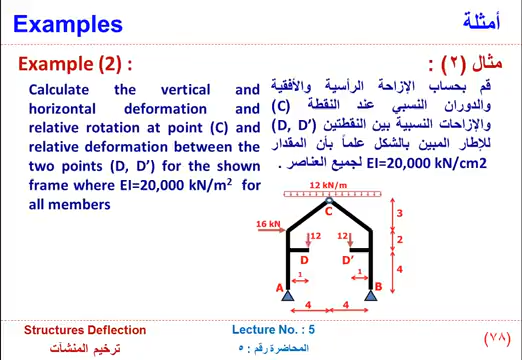 Examples
أمثلة
Example (2) :
مثال (٢) :
Calculate the vertical and
horizontal deformation and
relative rotation at point (C) and
relative deformation between the
two points (D, D’) for the shown
frame where EI=20,000 kN/m2 for
all members
قم بحساب الإزاحة الرأسية والأفقية
والدوران النسبي عند النقطة (C)
والإزاحات النسبية بين النقطتين (D, D’)
للإطار المبين بالشكل علماً بأن المقدار
EI=20,000 kN/cm2 لجميع العناصر .
12 kN/m
C
3
16 kN
12
12
2
D
D’
4
1
1
A
B
4
4
Structures Deflection
Lecture No. : 5
ترخيم المنشآت
المحاضرة رقم : ٥
(٧٨)